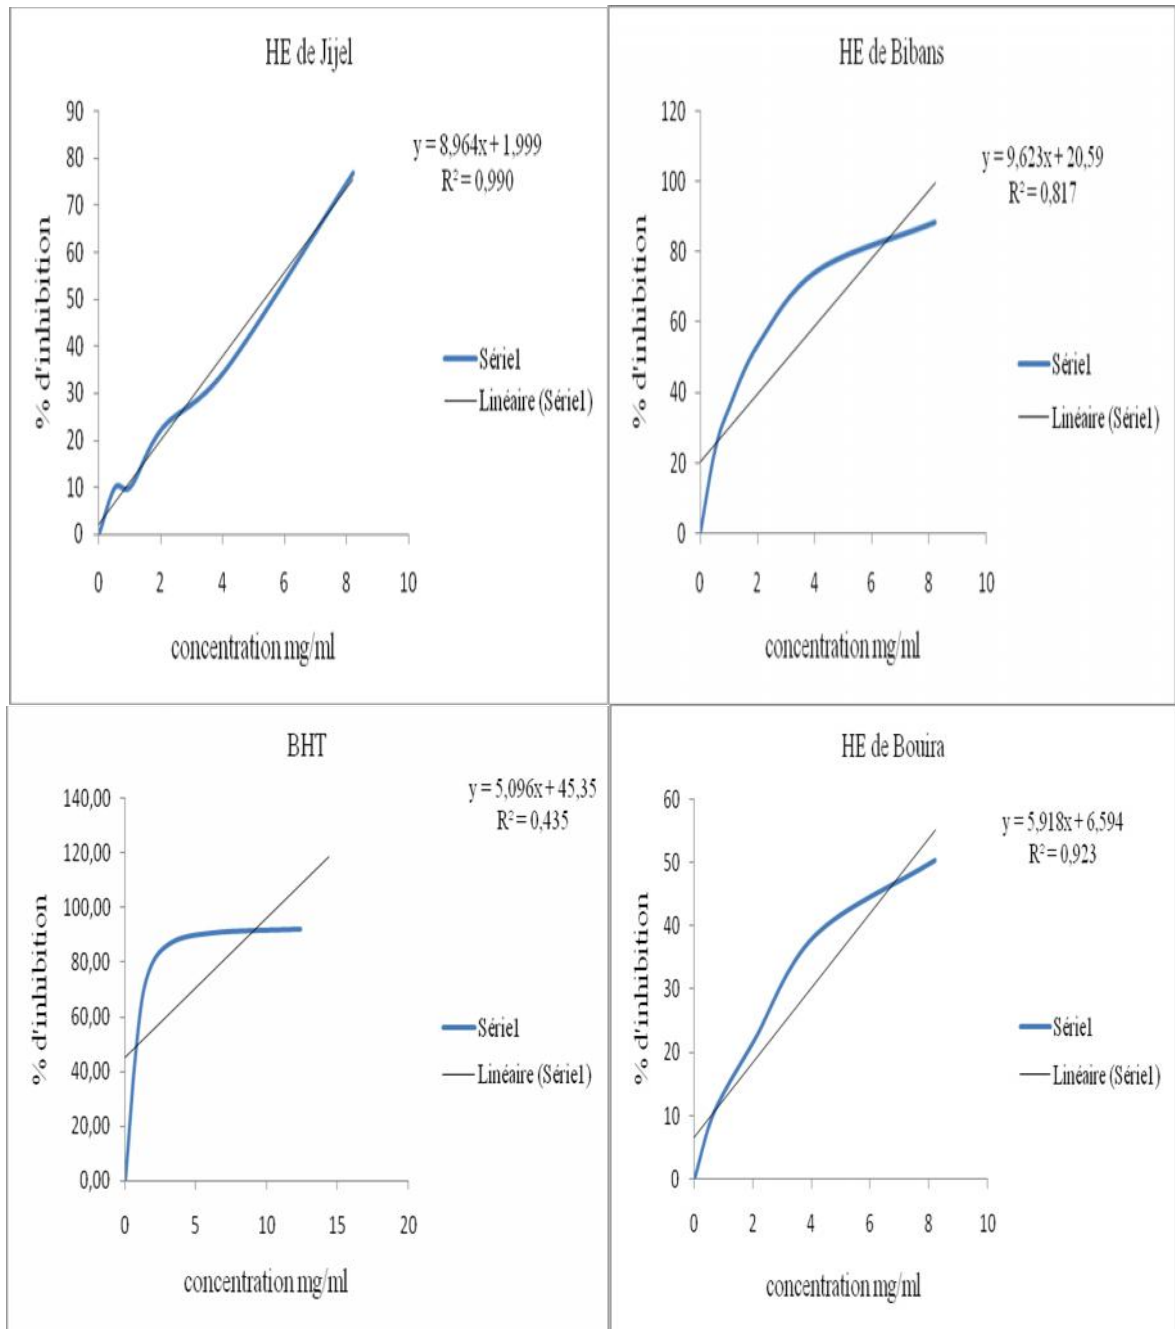 HE de Jijel
y = 8,964x + 1,999
R² = 0,990
90
80
70
60
50
40
30
20
10
0
0 2 4 6 8 10
% d'inhibition
concentration mg/ml
Série1
Linéaire (Série1)
HE de Bibans
y = 9,623x + 20,59
R² = 0,817
120
100
80
60
40
20
0
0 2 4 6 8 10
% d'inhibition
concentration mg/ml
Série1
Linéaire (Série1)
BHT
y = 5,096x + 45,35
R² = 0,435
140,00
120,00
100,00
80,00
60,00
40,00
20,00
0,00
0 5 10 15 20
% d'inhibition
concentration mg/ml
Série1
Linéaire (Série1)
HE de Bouira
y = 5,918x + 6,594
R² = 0,923
60
50
40
30
20
10
0
0 2 4 6 8 10
% d'inhibition
concentration mg/ml
Série1
Linéaire (Série1)